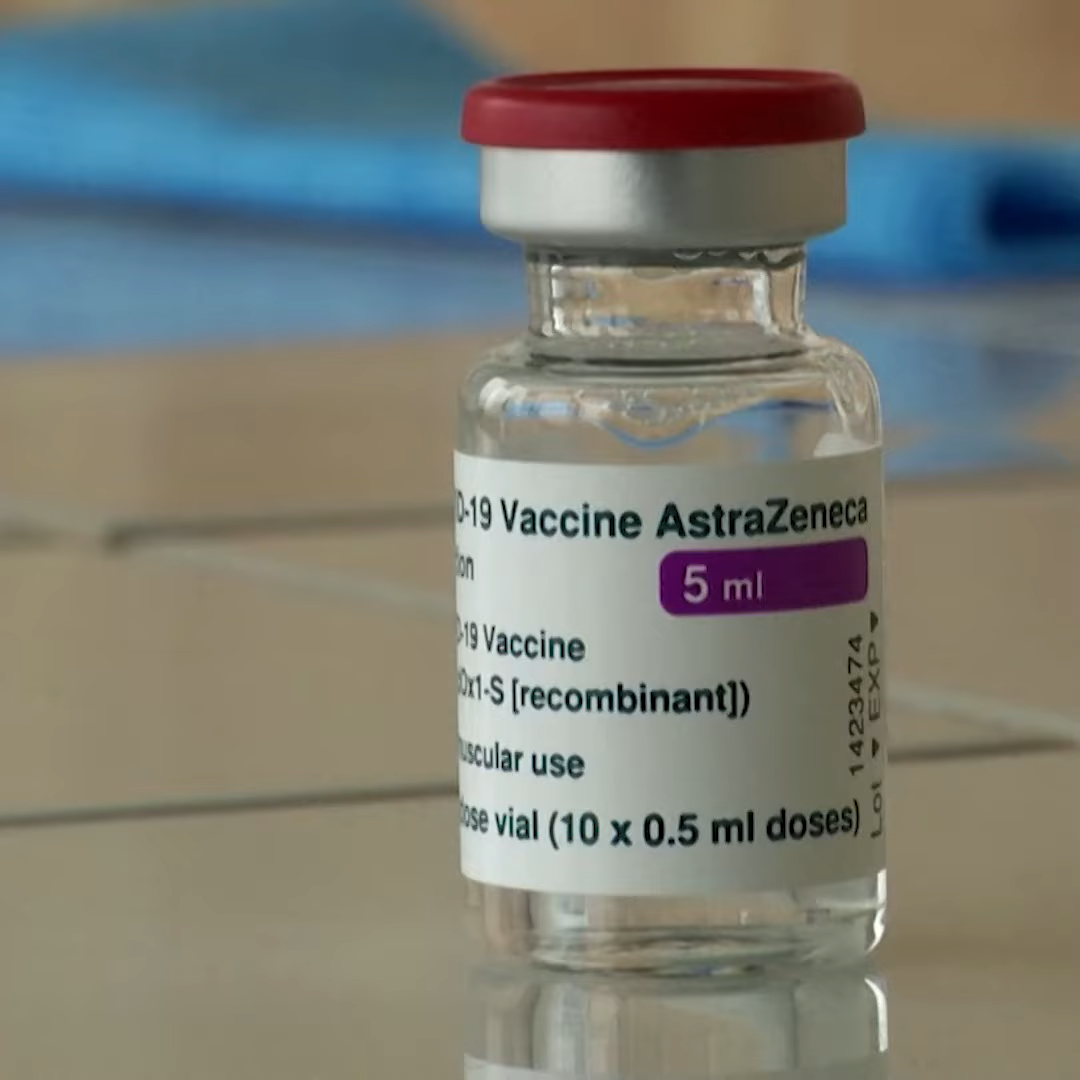 D-19 Vaccine AstraZeneca
ion
5 ml
-19 Vaccine
Ox1-S [recombinant])
uscular use
ose vial (10 x 0.5 ml doses)
1423474
Lot ▼ EXP ▼